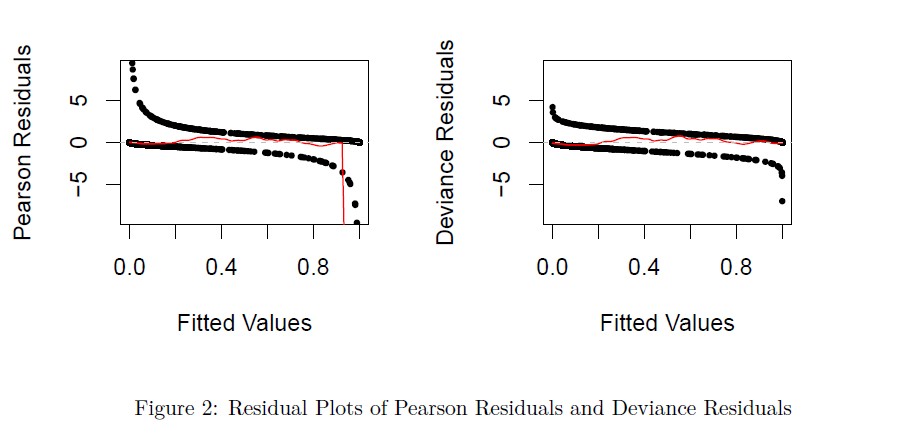 Pearson Residuals
5
0
−5
0.0 0.4 0.8
Fitted Values
Deviance Residuals
5
0
−5
0.0 0.4 0.8
Fitted Values
Figure 2: Residual Plots of Pearson Residuals and Deviance Residuals